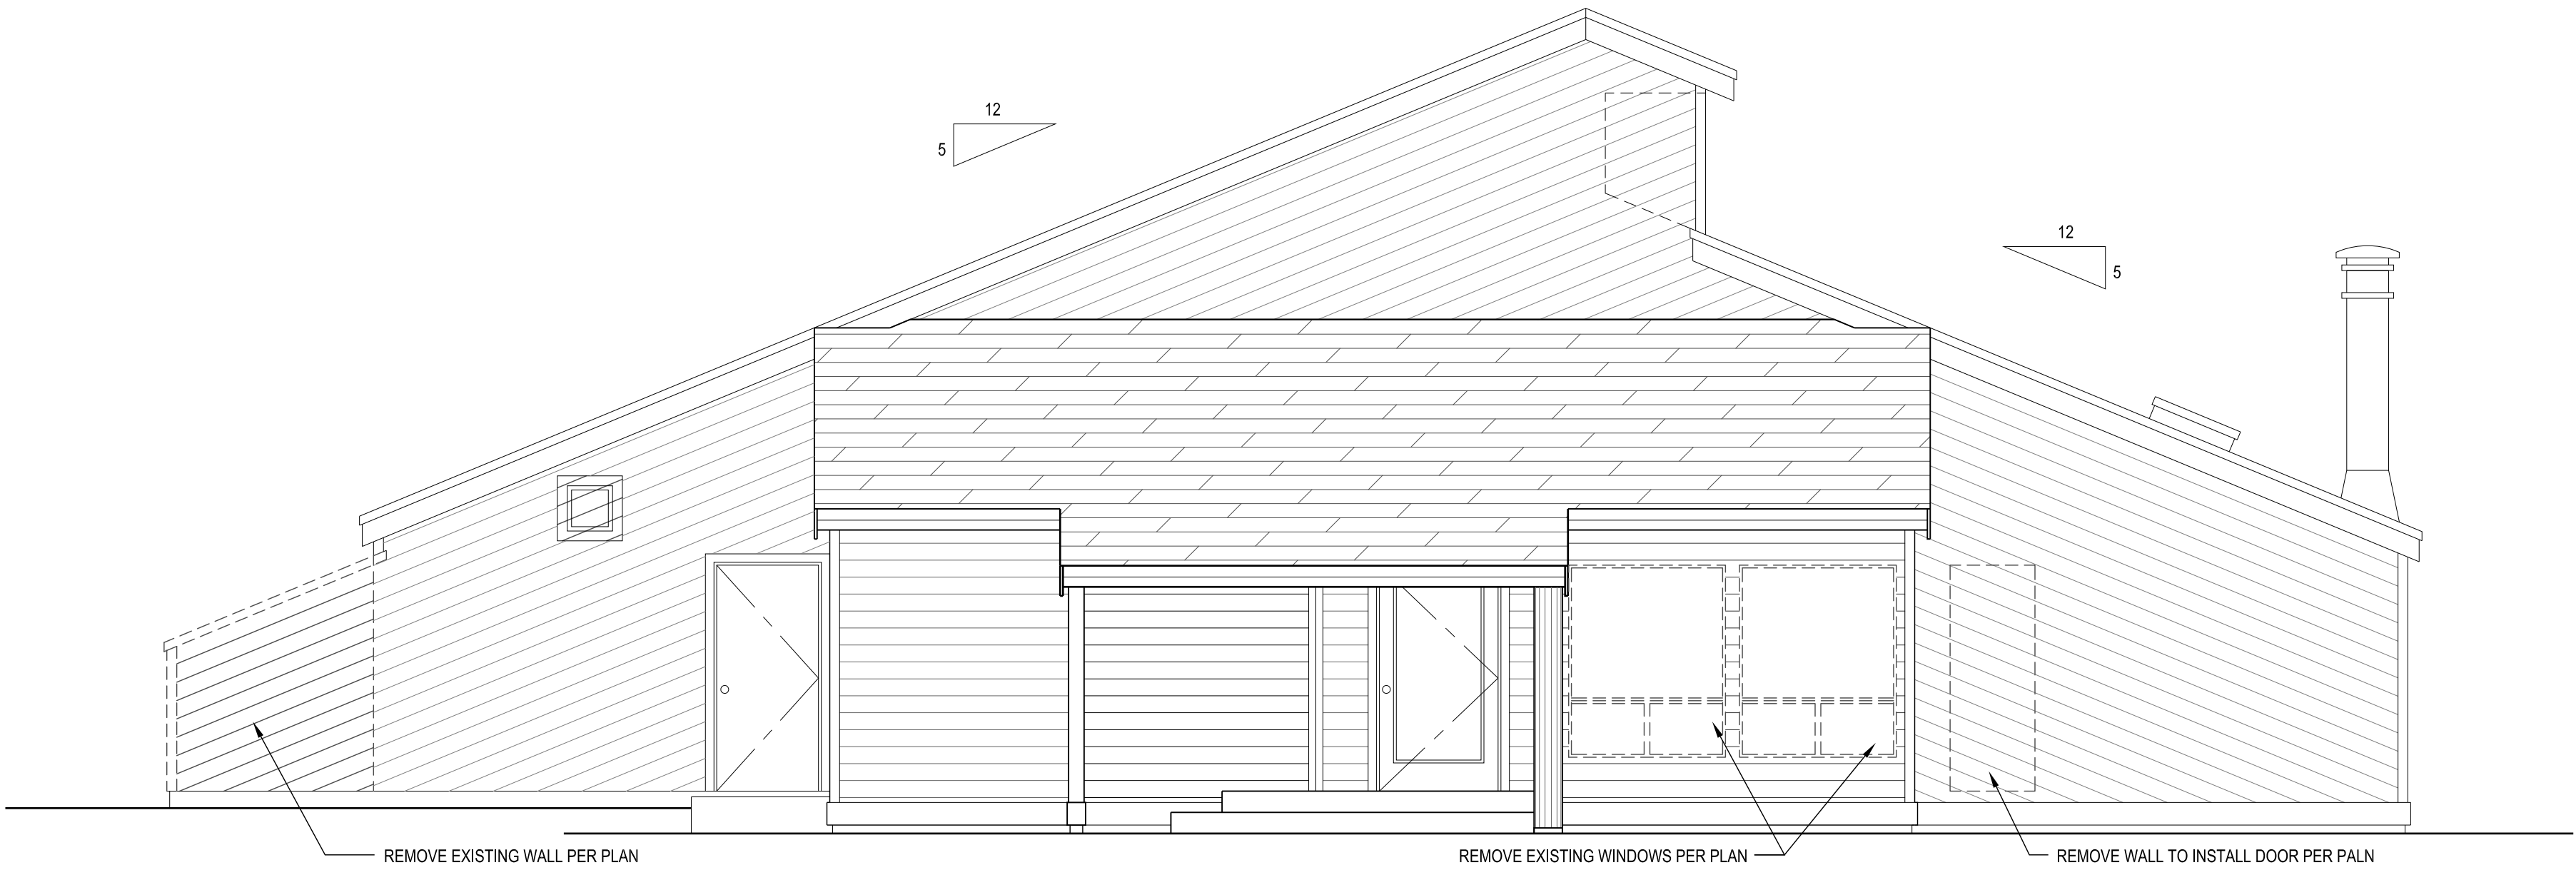 12
5
12
5
REMOVE EXISTING WALL PER PLAN
REMOVE EXISTING WINDOWS PER PLAN
REMOVE WALL TO INSTALL DOOR PER PALN